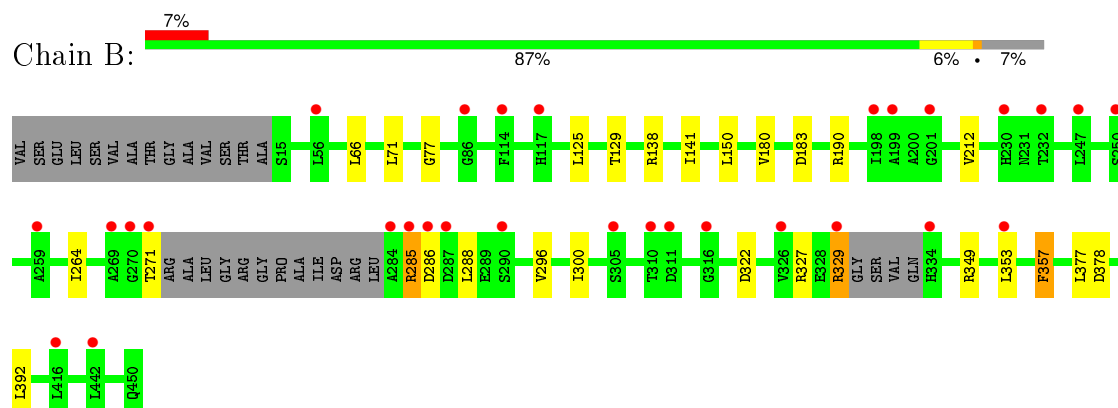 7%
Chain B:
87% 6% • 7%
VAL SER GLU LEU SER VAL ALA THR GLY ALA VAL SER THR ALA S15 L56 L66 L71 G77 G86 F114 H117 L125 T129 R138 I141 L150 V180 D183 R190 I198 A199 A200 G201 V212 H230 N231 T232 L247 S250
A259 I264 A269 G270 T271 ARG ALA LEU GLY ARG GLY PRO ALA ILE ASP ARG LEU A284 R285 D286 D287 L288 E289 S290 V296 I300 S305 T310 D311 G316 D322 V326 R327 E328 R329 GLY SER VAL GLN H334 R349 L353 F357 L377 D378
L392 L416 L442 Q450